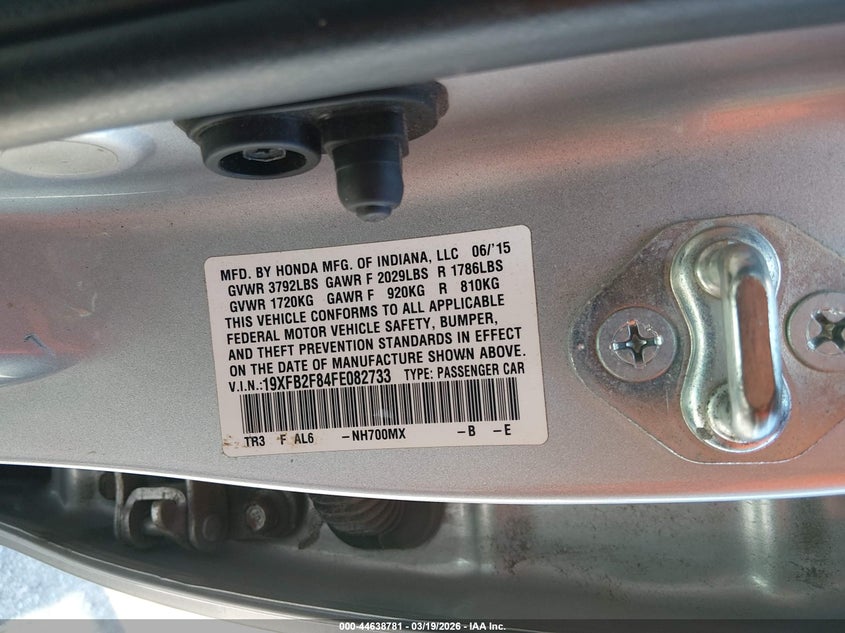 MFD. BY HONDA MFG. OF INDIANA, LLC 06/'15
GVWR 3792LBS GAWR F 2029LBS R 1786LBS
GVWR 1720KG GAWR F 920KG R 810KG
THIS VEHICLE CONFORMS TO ALL APPLICABLE
FEDERAL MOTOR VEHICLE SAFETY, BUMPER,
AND THEFT PREVENTION STANDARDS IN EFFECT
ON THE DATE OF MANUFACTURE SHOWN ABOVE.
V.I.N.:19XFB2F84FE082733 TYPE: PASSENGER CAR
TR3 F AL6 -NH700MX -B -E
000-44638781 - 03/19/2026 - IAA Inc.